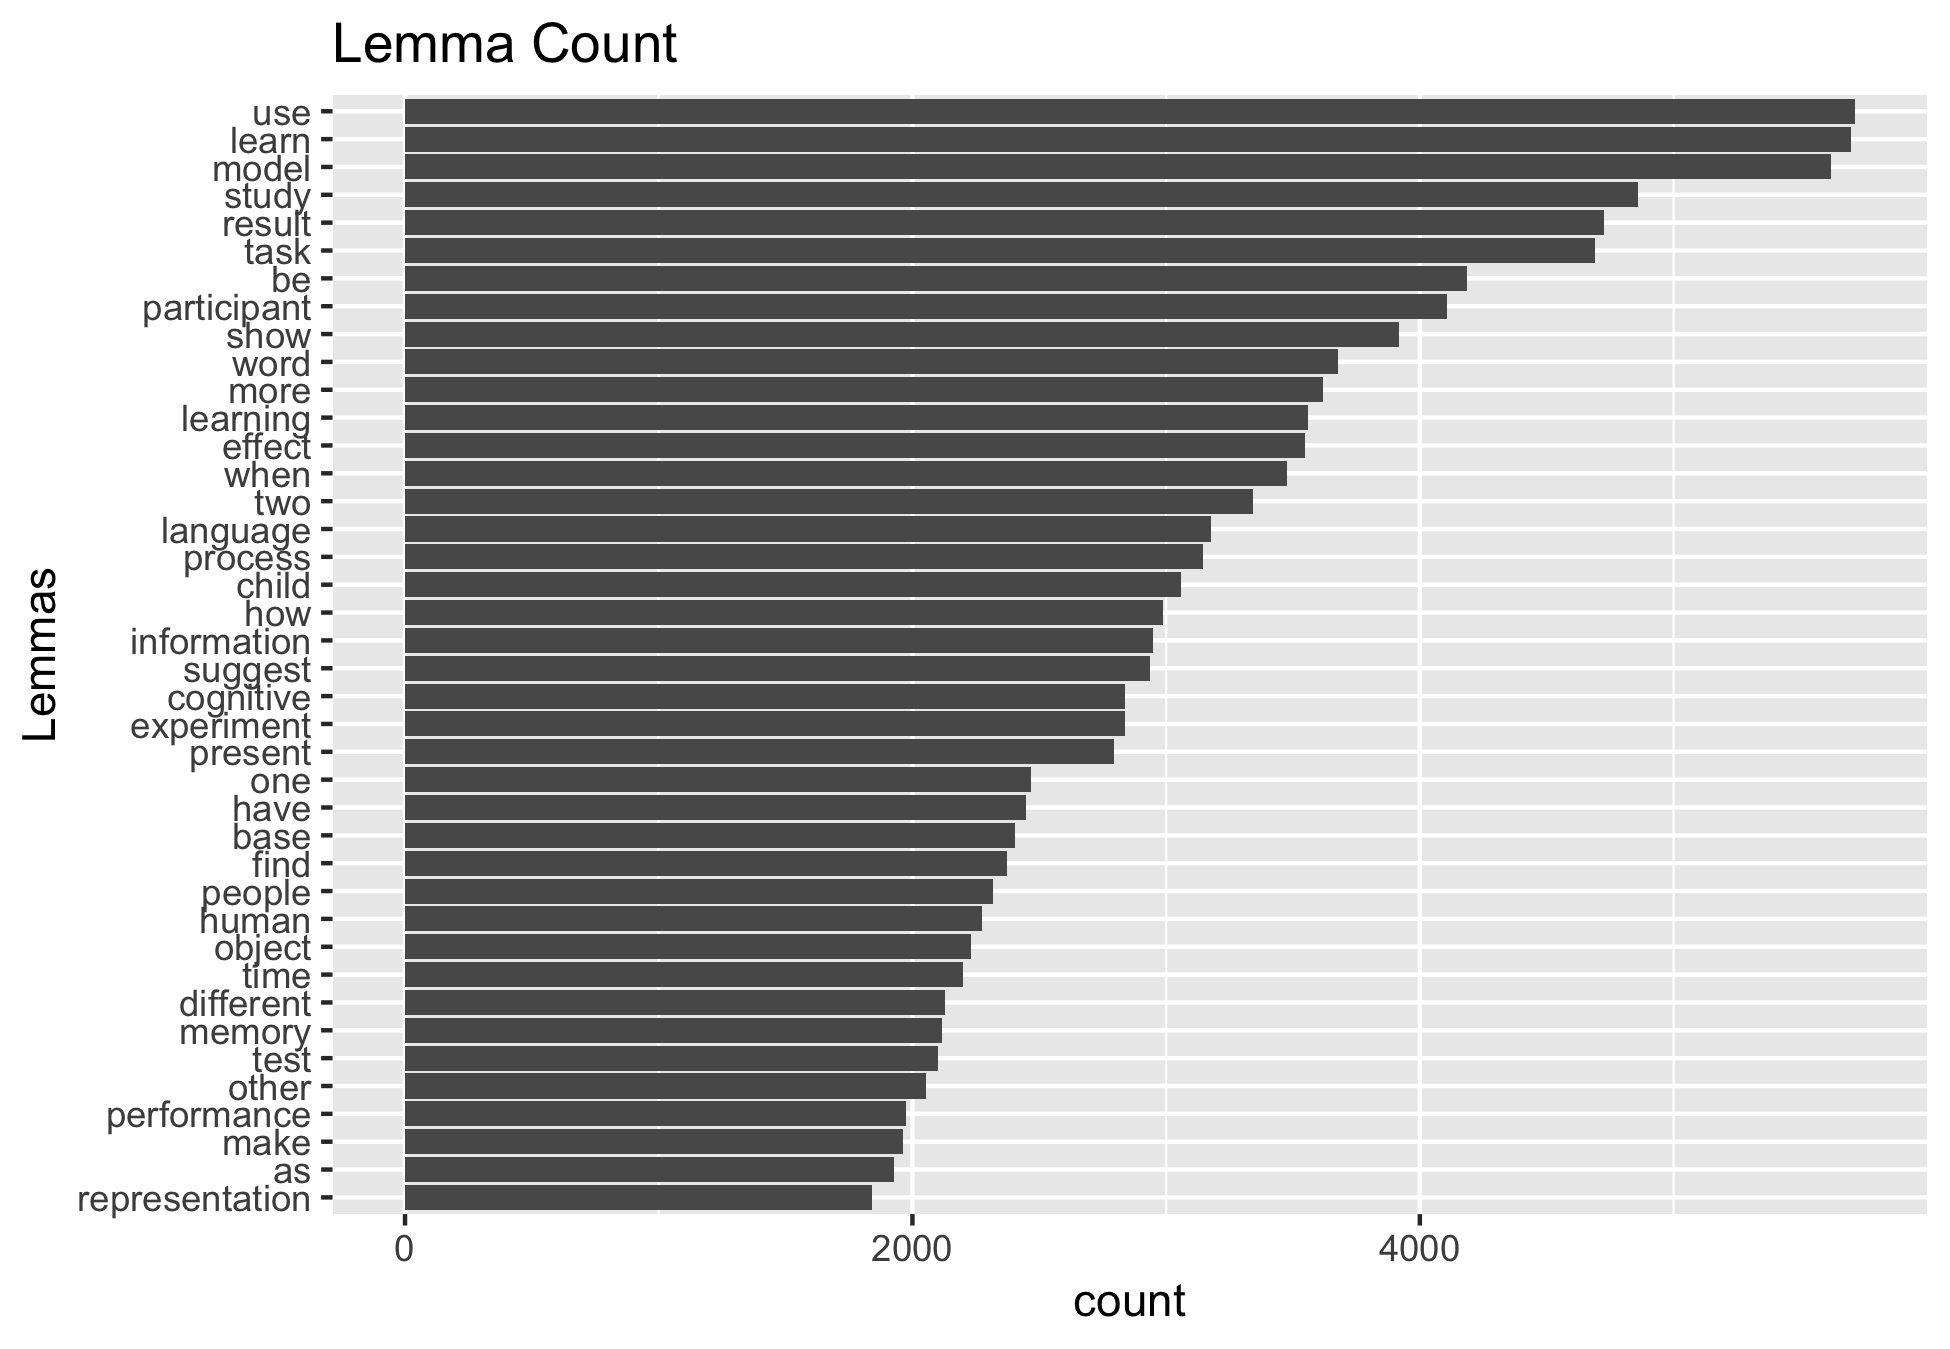 Lemma Count
use
learn
model
study
result
task
be
participant
show
word
more
learning
effect
when
two
language
process
child
how
information
suggest
cognitive
experiment
present
one
have
base
find
people
human
object
time
different
memory
test
other
performance
make
as
representation
Lemmas
0 2000 4000
count